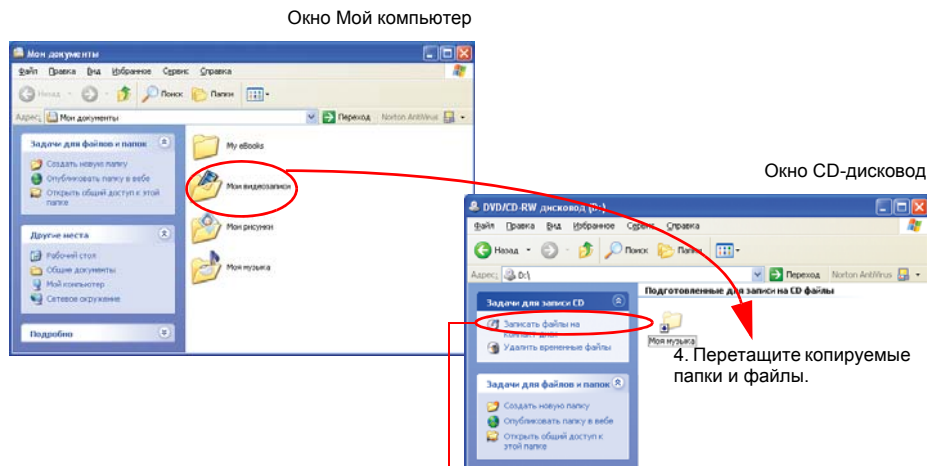 Окно Мой компьютер
Мои документы
Файл Правка Вид Избранное Сервис Справка
Назад Поиск Папки
Адрес: Мои документы Переход Norton AntiVirus
Задачи для файлов и папок
Создать новую папку
Опубликовать папку в вебе
Открыть общий доступ к этой
папке
Другие места
Рабочий стол
Общие документы
Мой компьютер
Сетевое окружение
Подробно
My eBooks
Мои видеозаписи
Мои рисунки
Моя музыка
Окно CD-дисковод
DVD/CD-RW дисковод (D:)
Файл Правка Вид Избранное Сервис Справка
Назад Поиск Папки
Адрес: D:\ Переход Norton AntiVirus
Задачи для записи CD
Записать файлы на
компакт-диск
Удалить временные файлы
Задачи для файлов и папок
Создать новую папку
Опубликовать папку в вебе
Открыть общий доступ к
этой папке
Подготовленные для записи на CD файлы
Моя музыка
4. Перетащите копируемые
папки и файлы.